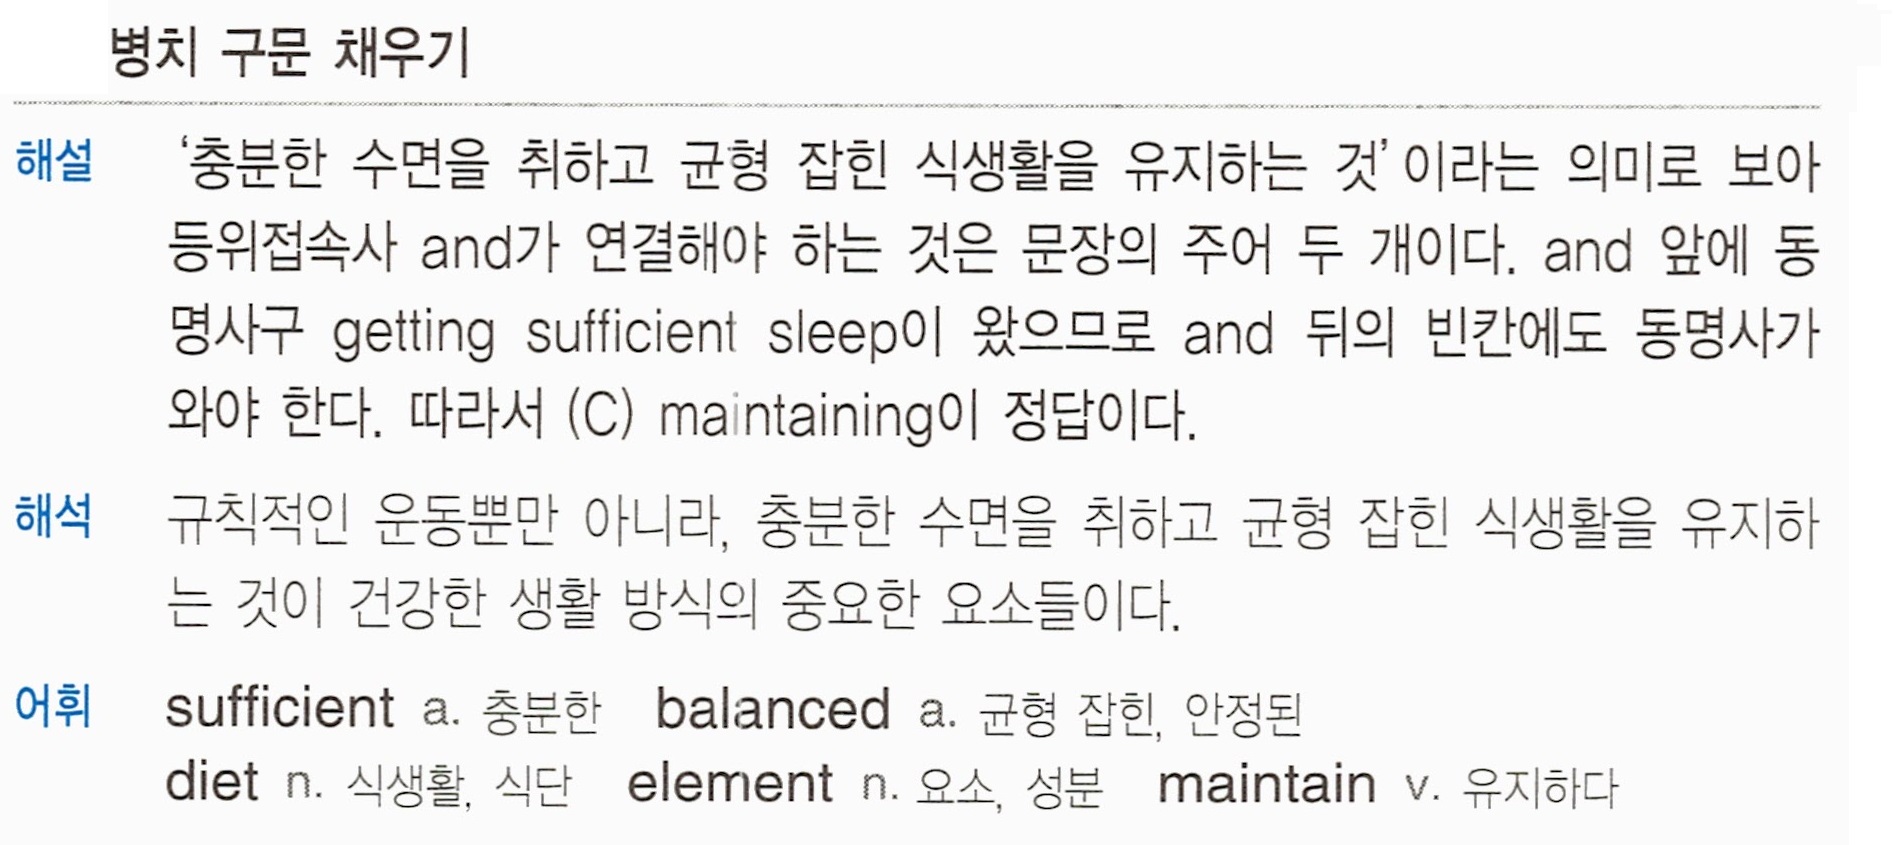 병치 구문 채우기
해설 ‘충분한 수면을 취하고 균형 잡힌 식생활을 유지하는 것’이라는 의미로 보아
등위접속사 and가 연결해야 하는 것은 문장의 주어 두 개이다. and 앞에 동
명사구 getting sufficient sleep이 왔으므로 and 뒤의 빈칸에도 동명사가
와야 한다. 따라서 (C) maintaining이 정답이다.
해석 규칙적인 운동뿐만 아니라, 충분한 수면을 취하고 균형 잡힌 식생활을 유지하
는 것이 건강한 생활 방식의 중요한 요소들이다.
어휘 sufficient a. 충분한 balanced a. 균형 잡힌, 안정된
diet n. 식생활, 식단 element n. 요소, 성분 maintain v. 유지하다